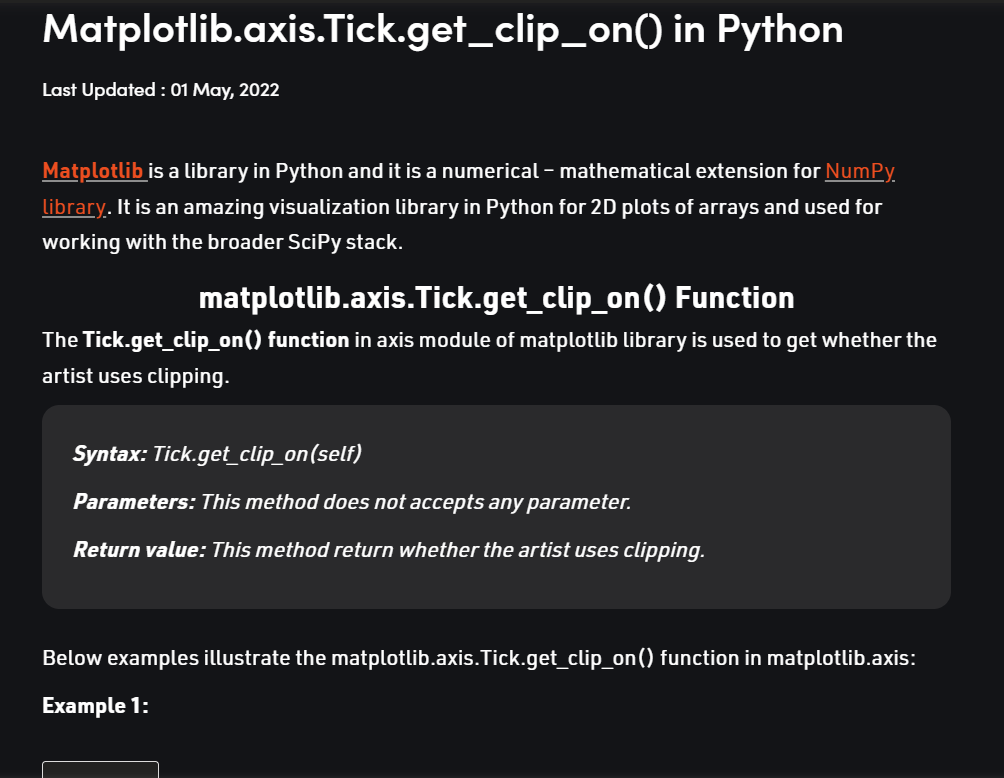 Matplotlib.axis.Tick.get_clip_on() in Python
Last Updated : 01 May, 2022
Matplotlib is a library in Python and it is a numerical – mathematical extension for NumPy
library. It is an amazing visualization library in Python for 2D plots of arrays and used for
working with the broader SciPy stack.
matplotlib.axis.Tick.get_clip_on() Function
The Tick.get_clip_on() function in axis module of matplotlib library is used to get whether the
artist uses clipping.
Syntax: Tick.get_clip_on(self)
Parameters: This method does not accepts any parameter.
Return value: This method return whether the artist uses clipping.
Below examples illustrate the matplotlib.axis.Tick.get_clip_on() function in matplotlib.axis:
Example 1: